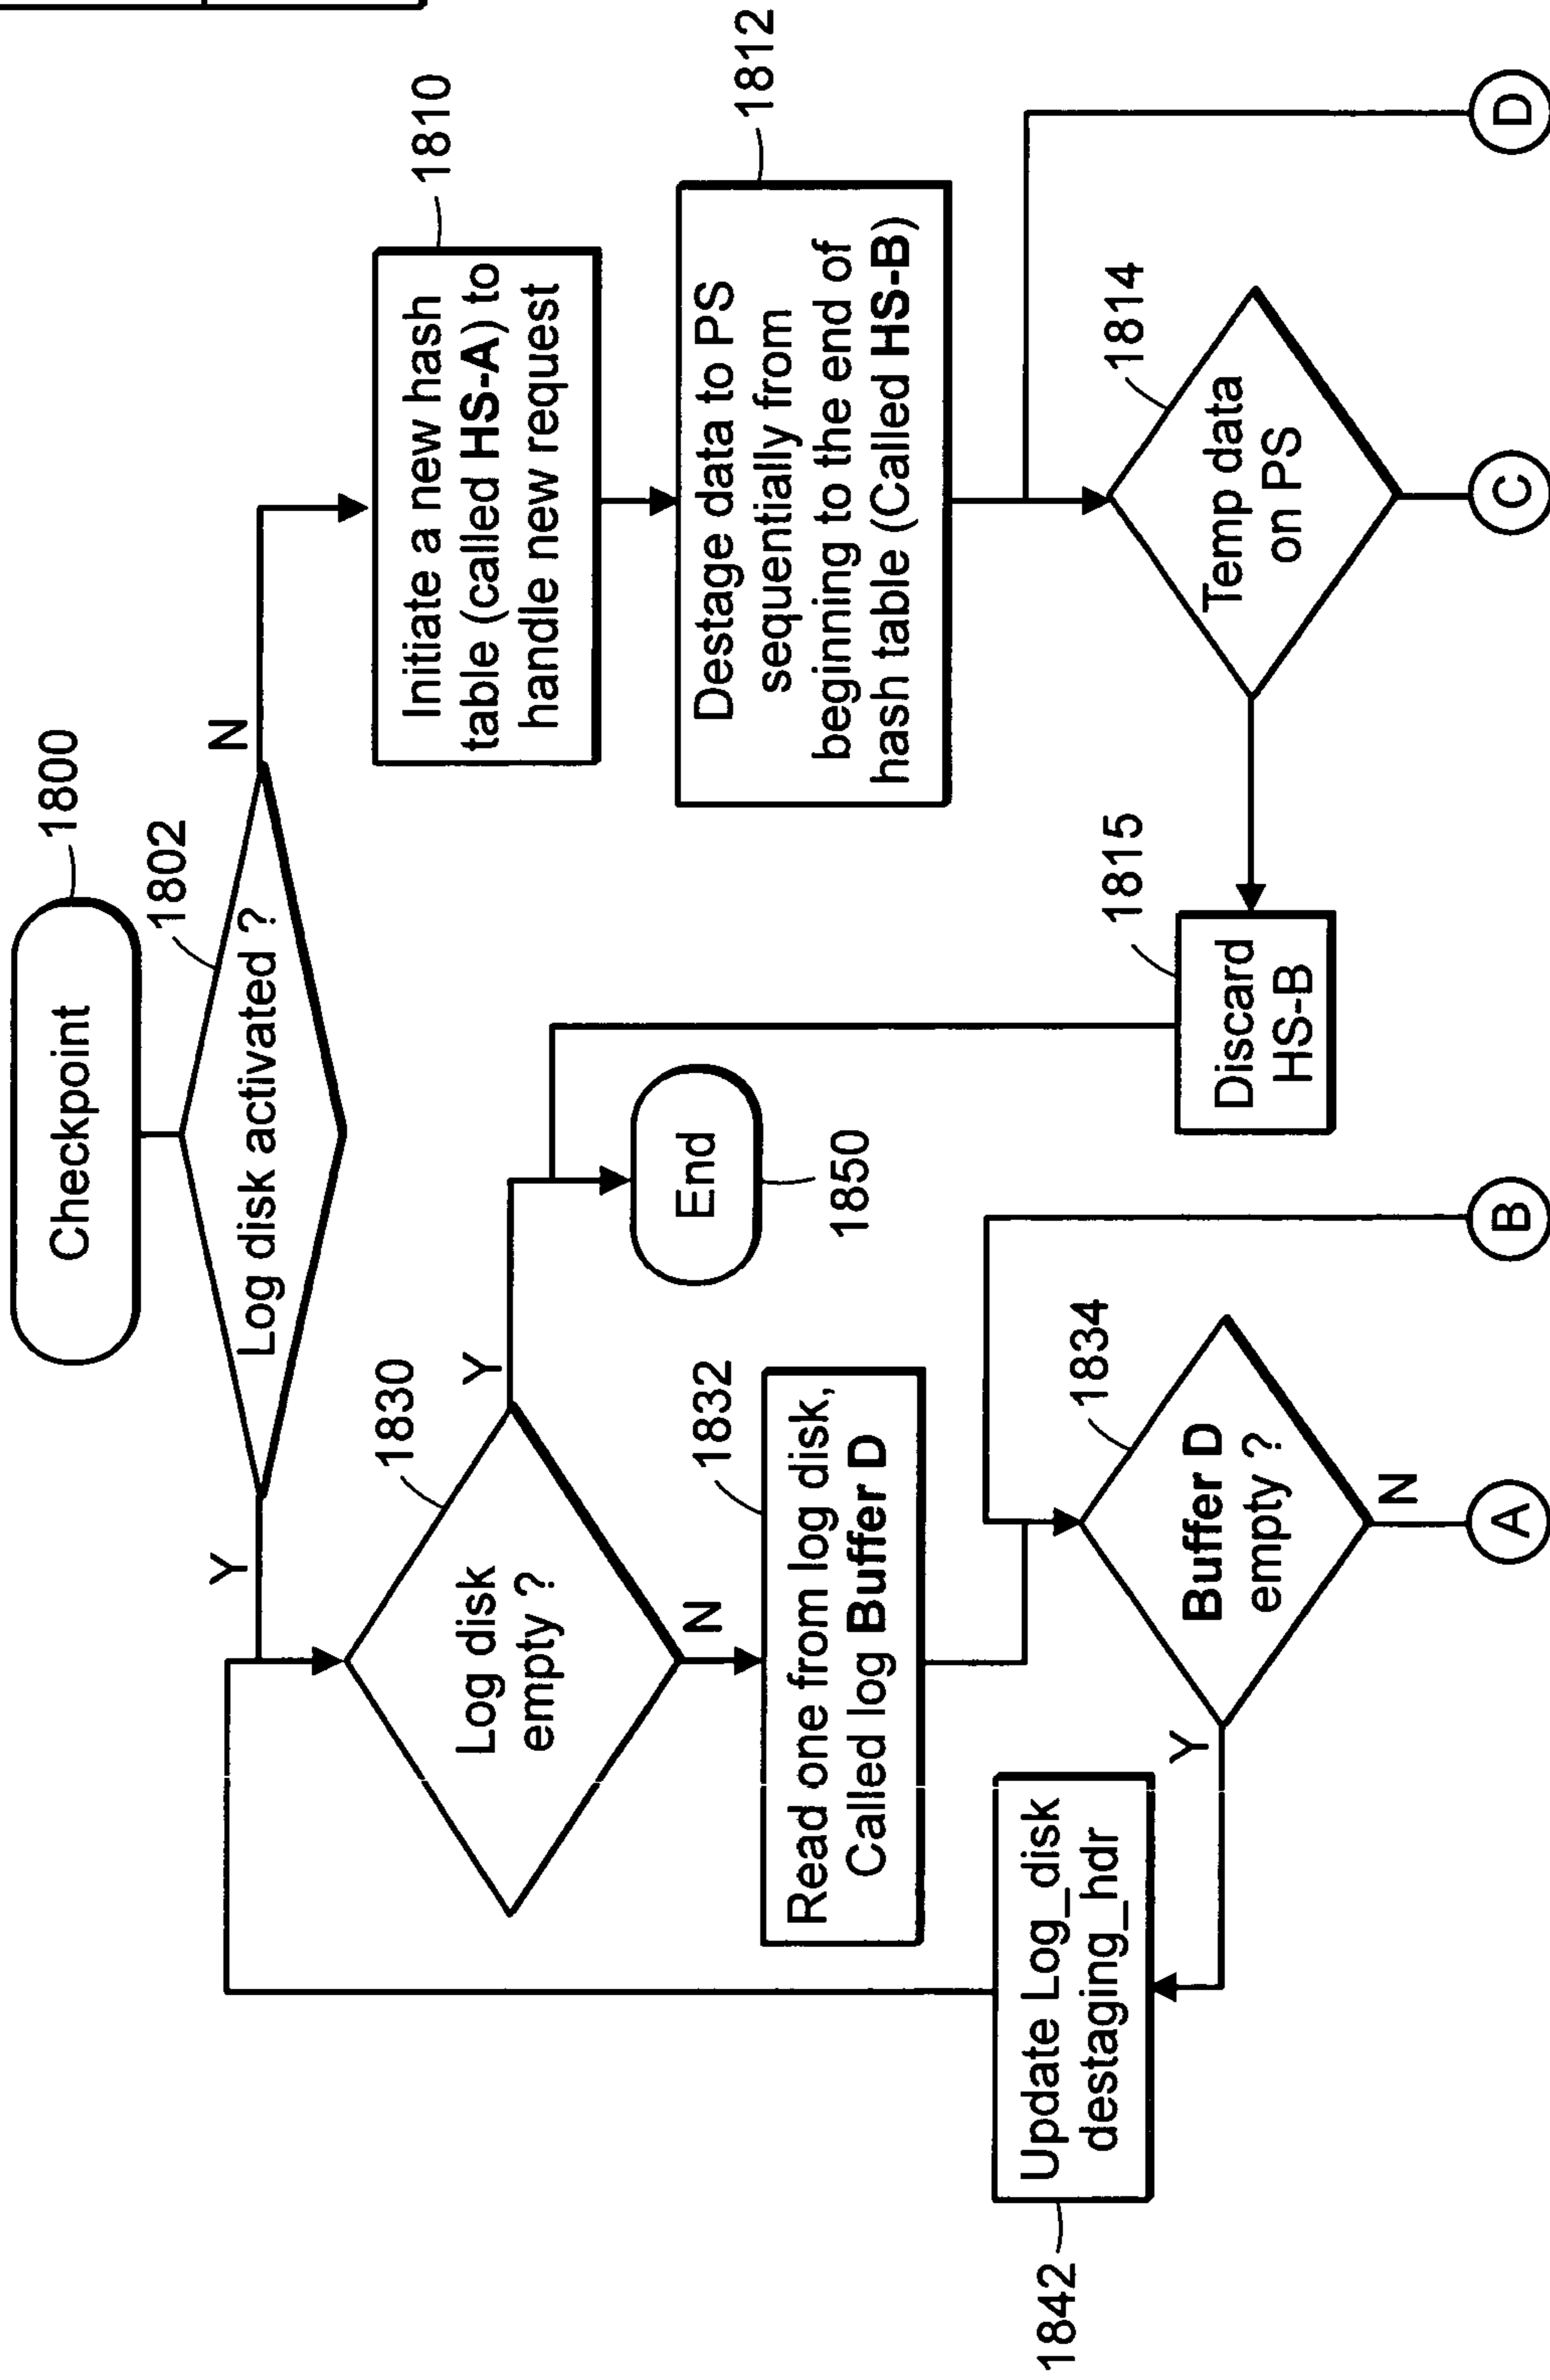 Checkpoint
1800
Log disk activated ?
1802
Y
N
Log disk
empty ?
1830
Y
N
Read one from log disk,
Called log Buffer D
1832
Buffer D
empty ?
1834
Y
N
Update Log_disk
destaging_hdr
1842
End
1850
Initiate a new hash
table (called HS-A) to
handle new request
1810
Destage data to PS
sequentially from
beginning to the end of
hash table (Called HS-B)
1812
Temp data
on PS
1814
Discard
HS-B
1815
A
B
C
D